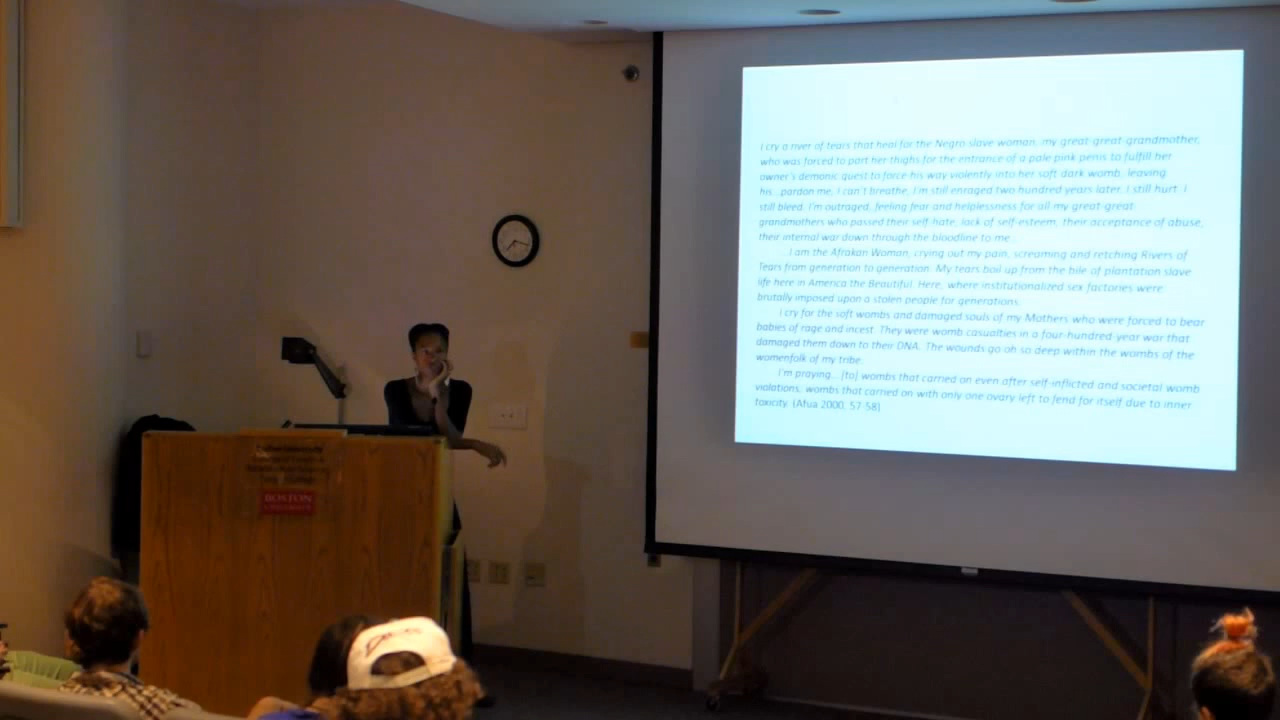 I cry a river of tears that heal for the Negro slave woman, my great-great-grandmother,
who was forced to part her thighs for the entrance of a pale pink penis to fulfill her
owner's demonic quest to force his way violently into her soft dark womb, leaving
his...pardon me, I can't breathe, I'm still enraged two hundred years later. I still hurt. I
still bleed. I'm outraged, feeling fear and helplessness for all my great-great-
grandmothers who passed their self-hate, lack of self-esteem, their acceptance of abuse,
their internal war down through the bloodline to me...
...I am the Afrakan Woman, crying out my pain, screaming and retching Rivers of
Tears from generation to generation. My tears boil up from the bile of plantation slave
life here in America the Beautiful. Here, where institutionalized sex factories were
brutally imposed upon a stolen people for generations.
I cry for the soft wombs and damaged souls of my Mothers who were forced to bear
babies of rage and incest. They were womb casualties in a four-hundred-year war that
damaged them down to their DNA. The wounds go oh so deep within the wombs of the
womenfolk of my tribe.
I'm praying... [to] wombs that carried on even after self-inflicted and societal womb
violations, wombs that carried on with only one ovary left to fend for itself due to inner
toxicity. (Afua 2000, 57-58)
BOSTON
UNIVERSITY